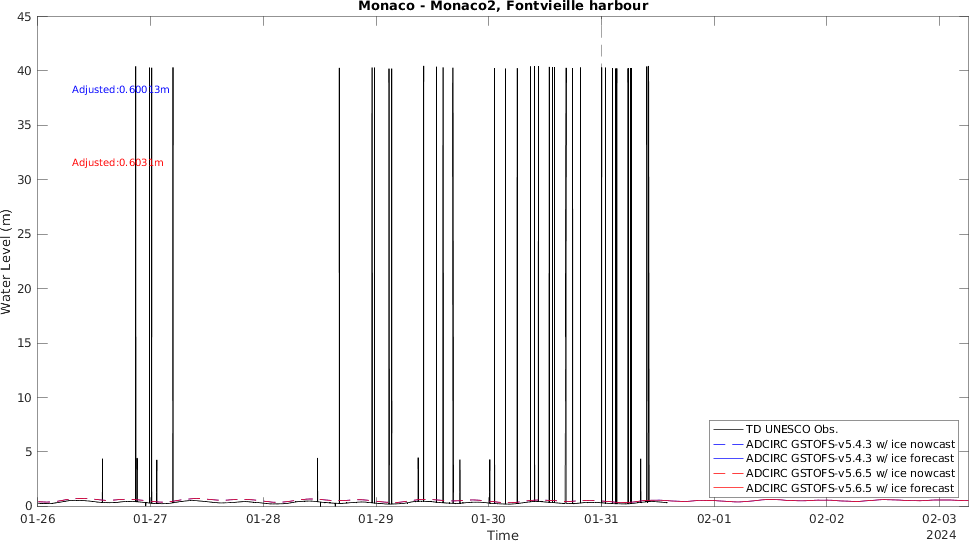 Monaco - Monaco2, Fontvieille harbour
45
40
35
30
25
20
15
10
5
0
Water Level (m)
Adjusted:0.60013m
Adjusted:0.6031m
TD UNESCO Obs.
ADCIRC GSTOFS-v5.4.3 w/ ice nowcast
ADCIRC GSTOFS-v5.4.3 w/ ice forecast
ADCIRC GSTOFS-v5.6.5 w/ ice nowcast
ADCIRC GSTOFS-v5.6.5 w/ ice forecast
01-26 01-27 01-28 01-29 01-30 01-31 02-01 02-02 02-03
Time
2024